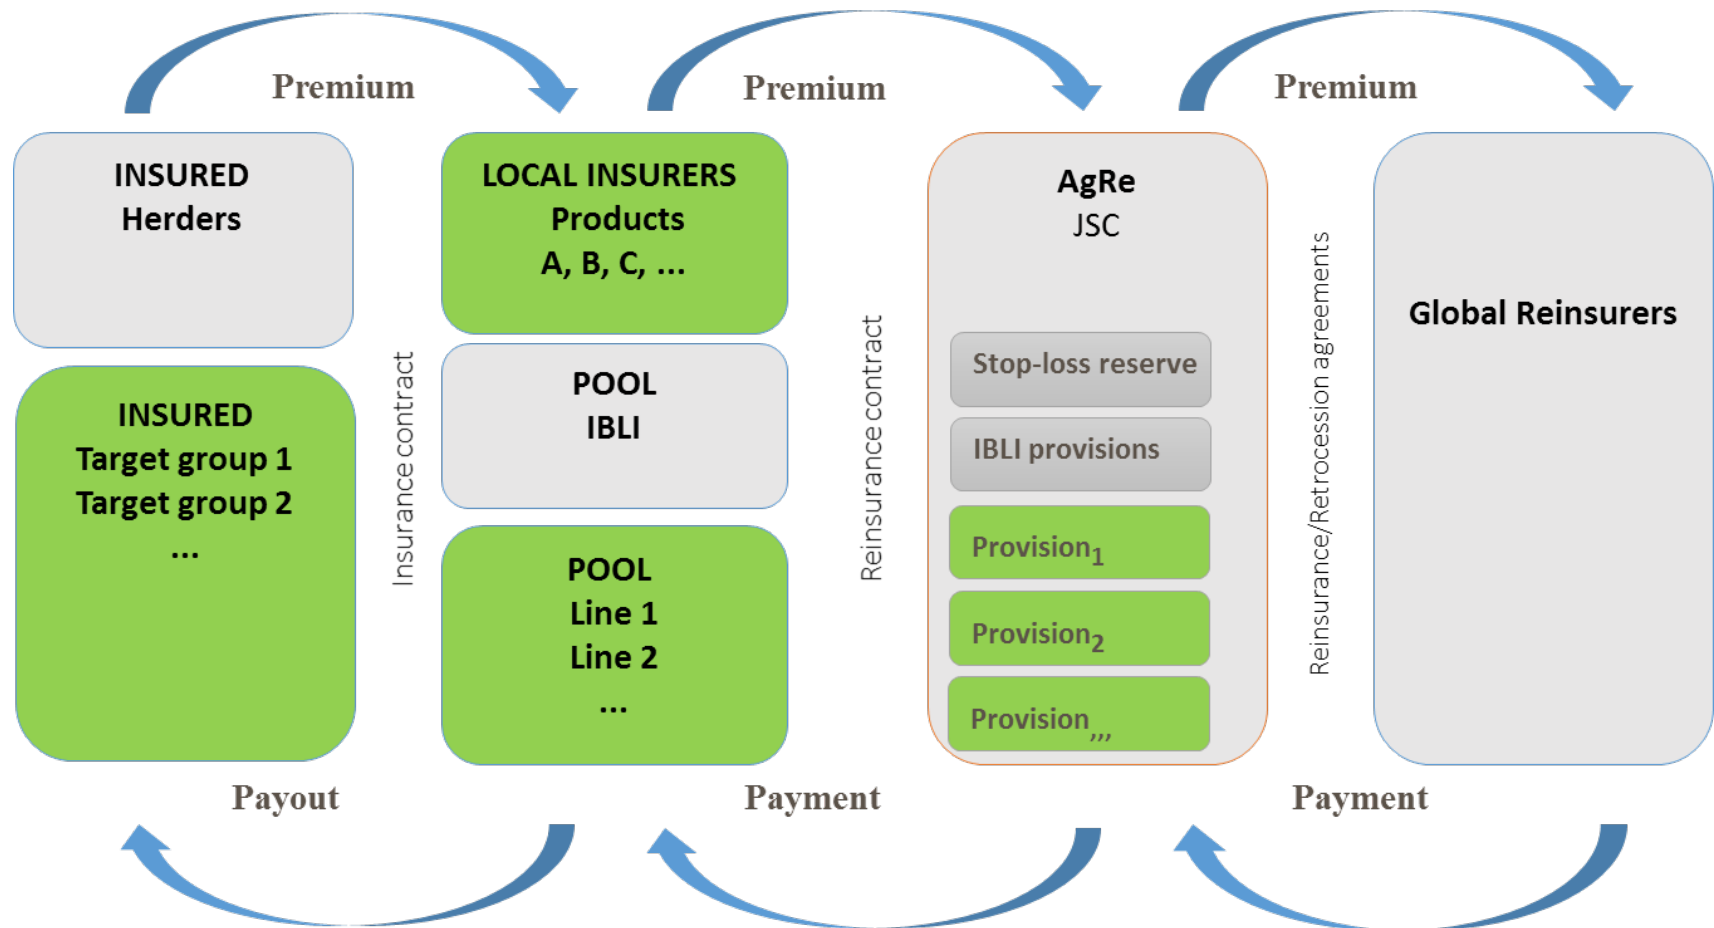 Premium
Premium
Premium
INSURED
Herders
INSURED
Target group 1
Target group 2
...
Insurance contract
LOCAL INSURERS
Products
A, B, C, ...
POOL
IBLI
POOL
Line 1
Line 2
...
Reinsurance contract
AgRe
JSC
Stop-loss reserve
IBLI provisions
Provision1
Provision2
Provision,,,
Reinsurance/Retrocession agreements
Global Reinsurers
Payout
Payment
Payment